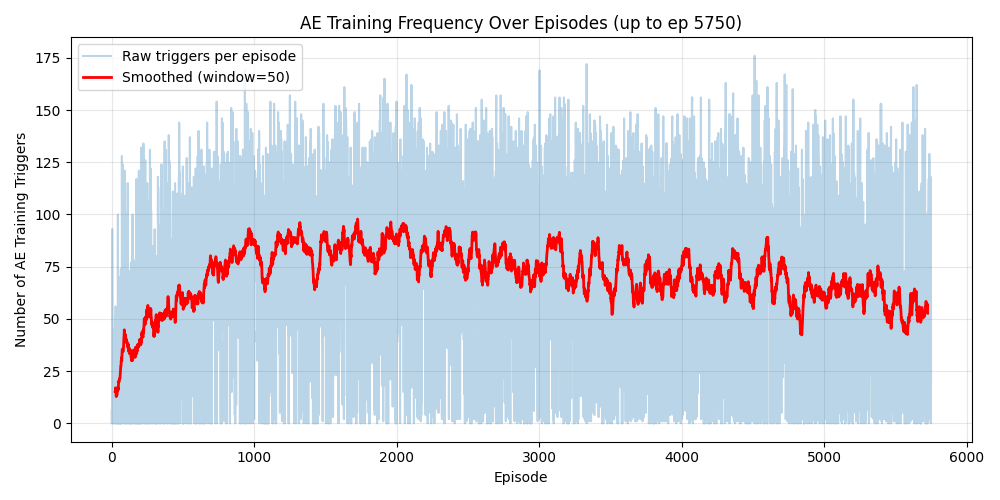 AE Training Frequency Over Episodes (up to ep 5750)
Raw triggers per episode
Smoothed (window=50)
Number of AE Training Triggers
175
150
125
100
75
50
25
0
0 1000 2000 3000 4000 5000 6000
Episode